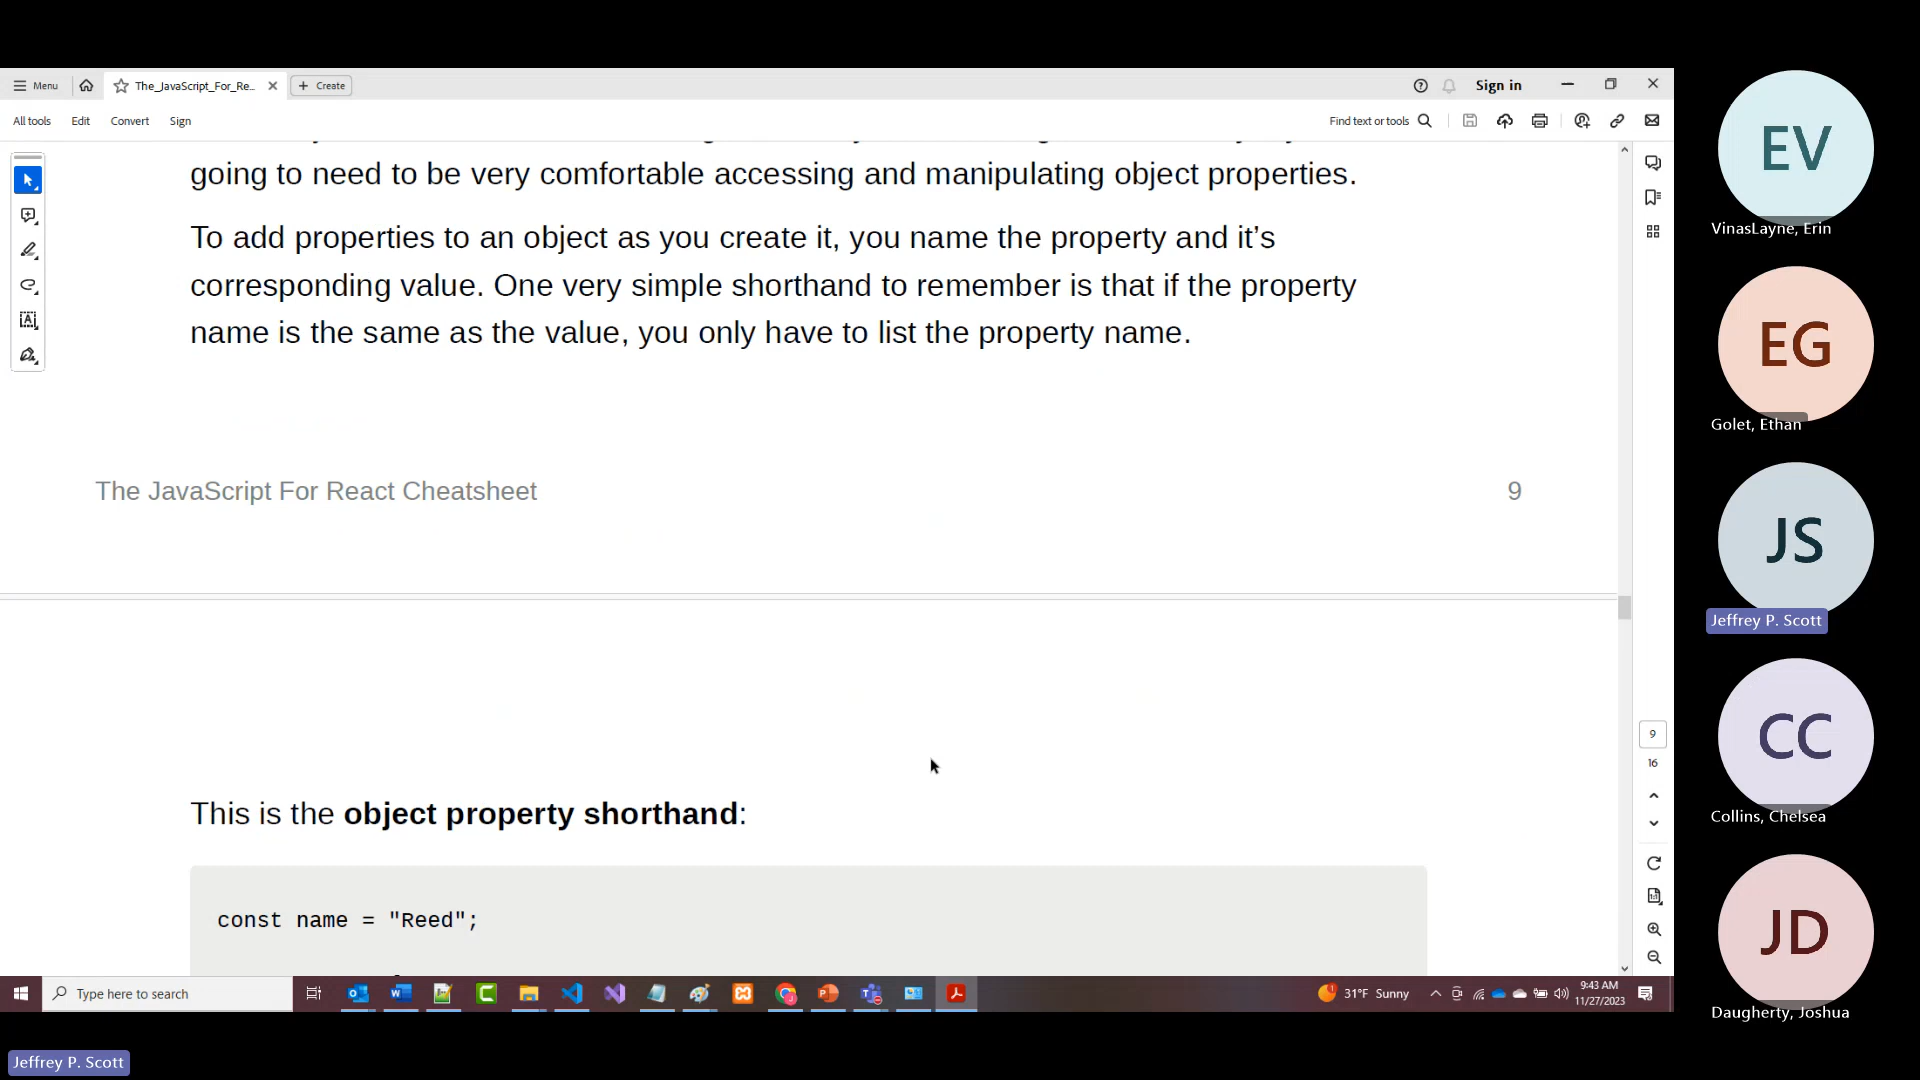 Menu
The_JavaScript_For_Re...
Create
Sign in
All tools
Edit
Convert
Sign
Find text or tools
going to need to be very comfortable accessing and manipulating object properties.
To add properties to an object as you create it, you name the property and it’s
corresponding value. One very simple shorthand to remember is that if the property
name is the same as the value, you only have to list the property name.
The JavaScript For React Cheatsheet
9
This is the object property shorthand:
const name = "Reed";
9
16
Type here to search
31°F Sunny
9:43 AM
11/27/2023
EV
VinasLayne, Erin
EG
Golet, Ethan
JS
Jeffrey P. Scott
CC
Collins, Chelsea
JD
Daugherty, Joshua
Jeffrey P. Scott